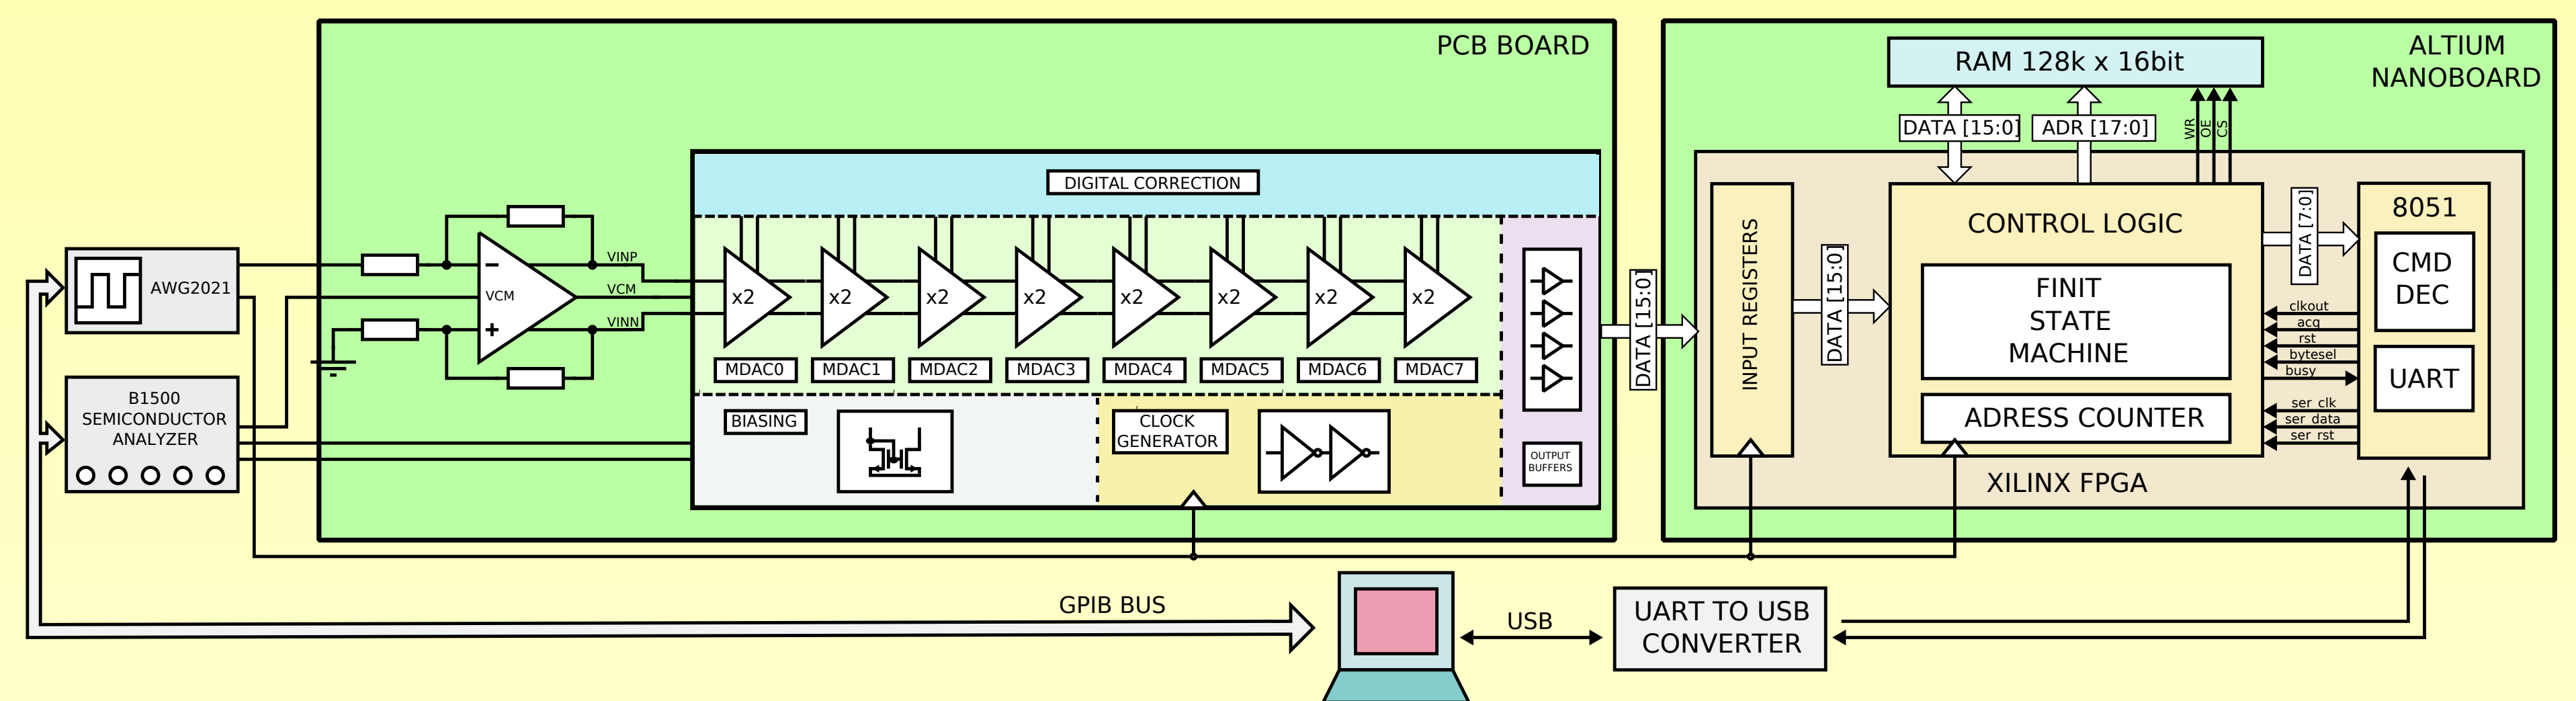 PCB BOARD
ALTIUM
NANOBOARD
RAM 128k x 16bit
DATA [15:0]
ADR [17:0]
WR
OE
CS
DIGITAL CORRECTION
AWG2021
VCM
VINP
VCM
VINN
x2
x2
x2
x2
x2
x2
x2
x2
MDAC0
MDAC1
MDAC2
MDAC3
MDAC4
MDAC5
MDAC6
MDAC7
B1500
SEMICONDUCTOR
ANALYZER
BIASING
CLOCK
GENERATOR
OUTPUT
BUFFERS
DATA [15:0]
INPUT REGISTERS
DATA [15:0]
CONTROL LOGIC
FINIT
STATE
MACHINE
ADRESS COUNTER
DATA [7:0]
8051
CMD
DEC
UART
clkout
acq
rst
bytesel
busy
ser clk
ser data
ser rst
XILINX FPGA
GPIB BUS
USB
UART TO USB
CONVERTER